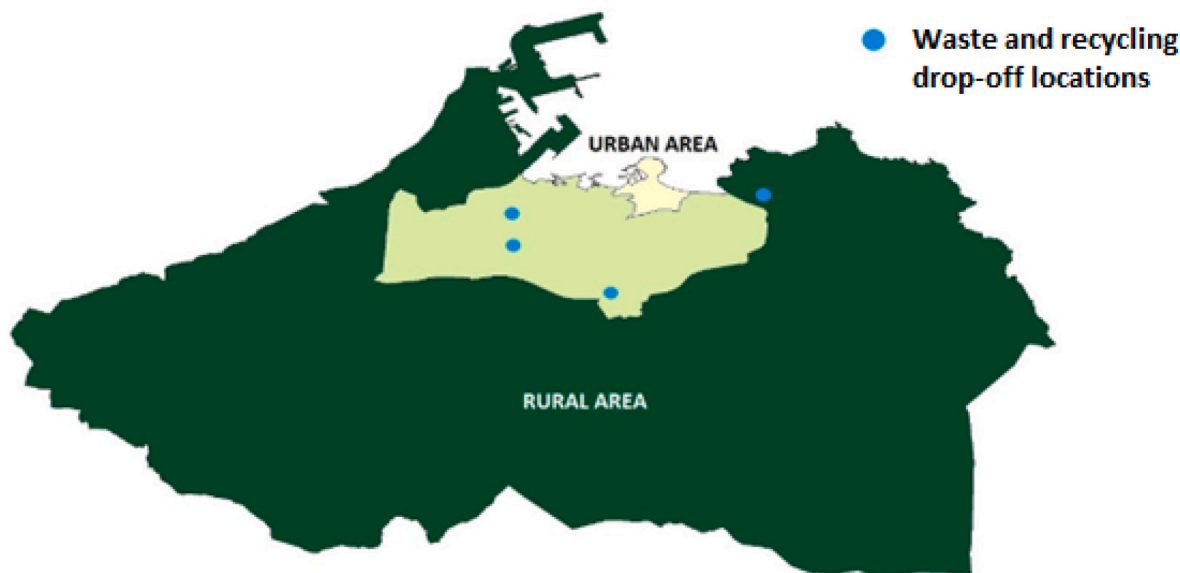 Waste and recycling
drop-off locations
URBAN AREA
RURAL AREA